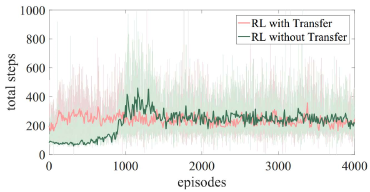 1000
800
600
400
200
0
total steps
RL with Transfer
RL without Transfer
0 1000 2000 3000 4000
episodes